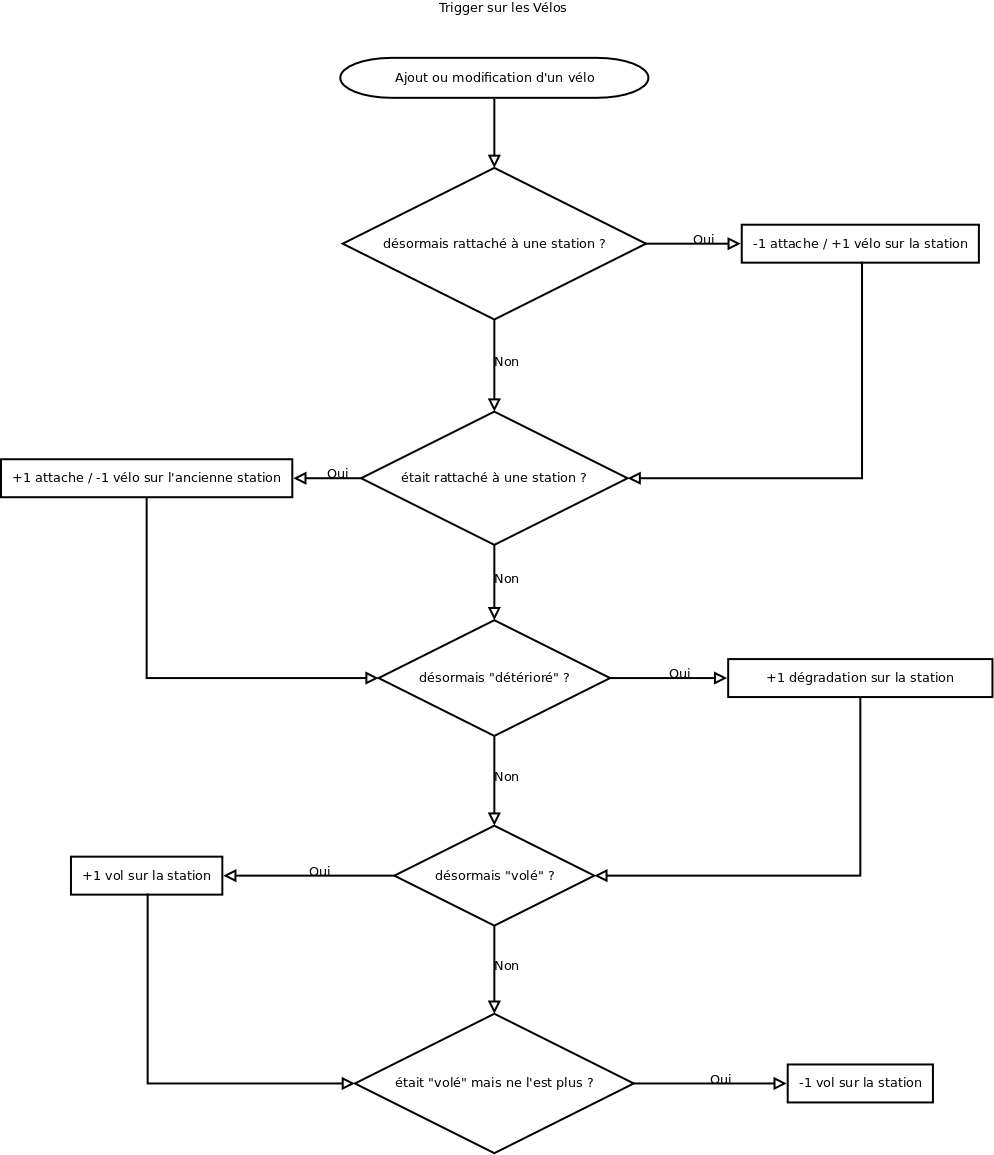 Trigger sur les Vélos
Ajout ou modification d'un vélo
désormais rattaché à une station ?
Oui
-1 attache / +1 vélo sur la station
Non
+1 attache / -1 vélo sur l'ancienne station
Oui
était rattaché à une station ?
Non
désormais "détérioré" ?
Oui
+1 dégradation sur la station
Non
+1 vol sur la station
Oui
désormais "volé" ?
Non
était "volé" mais ne l'est plus ?
Oui
-1 vol sur la station